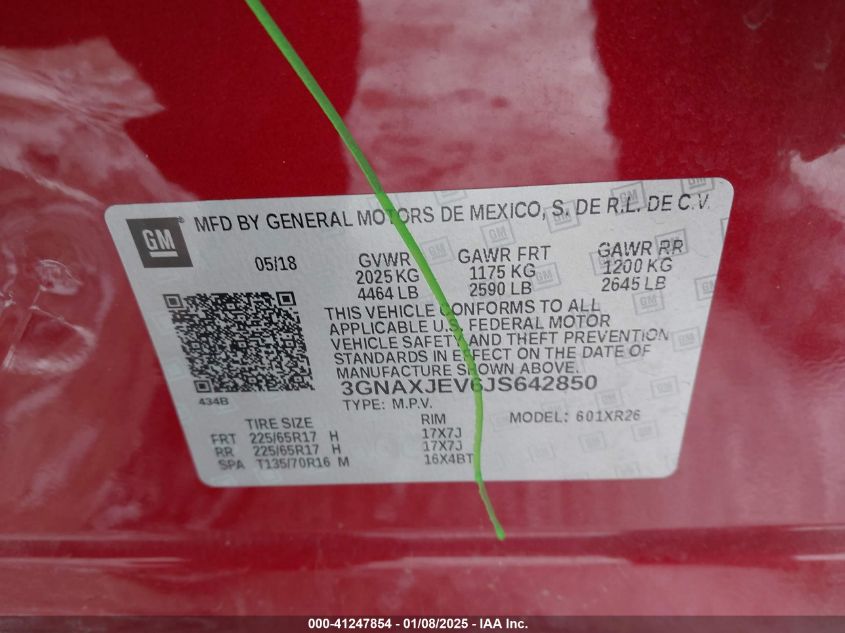 GM
MFD BY GENERAL MOTORS DE MEXICO, S. DE R.L. DE C.V.
05/18 GVWR GAWR FRT GAWR RR
2025 KG 1175 KG 1200 KG
4464 LB 2590 LB 2645 LB
THIS VEHICLE CONFORMS TO ALL
APPLICABLE U.S. FEDERAL MOTOR
VEHICLE SAFETY AND THEFT PREVENTION
STANDARDS IN EFFECT ON THE DATE OF
MANUFACTURE SHOWN ABOVE.
434B
3GNAXJEV6JS642850
TYPE: M.P.V. MODEL: 601XR26
TIRE SIZE RIM
FRT 225/65R17 H 17X7J
RR 225/65R17 H 17X7J
SPA T135/70R16 M 16X4BT
000-41247854 - 01/08/2025 - IAA Inc.